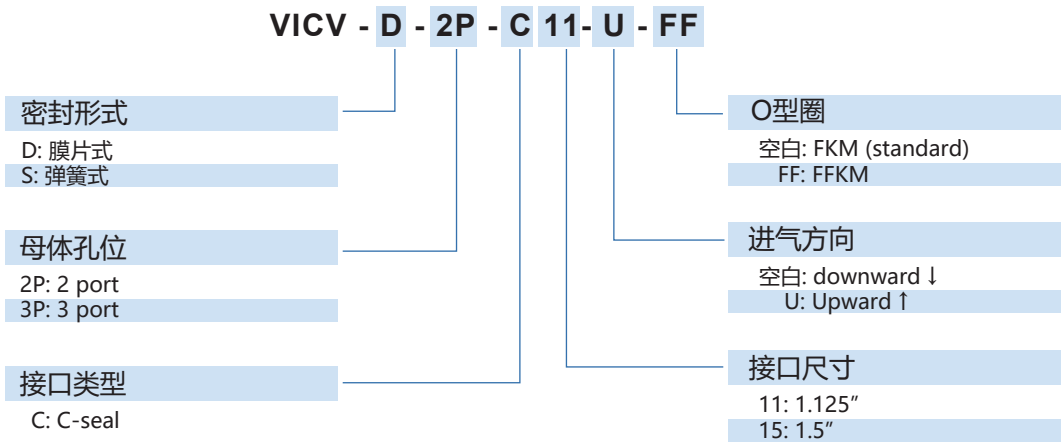 VICV - D - 2P - C 11 - U - FF
密封形式
D: 膜片式
S: 弹簧式
母体孔位
2P: 2 port
3P: 3 port
接口类型
C: C-seal
O型圈
空白: FKM (standard)
FF: FFKM
进气方向
空白: downward ↓
U: Upward ↑
接口尺寸
11: 1.125″
15: 1.5″